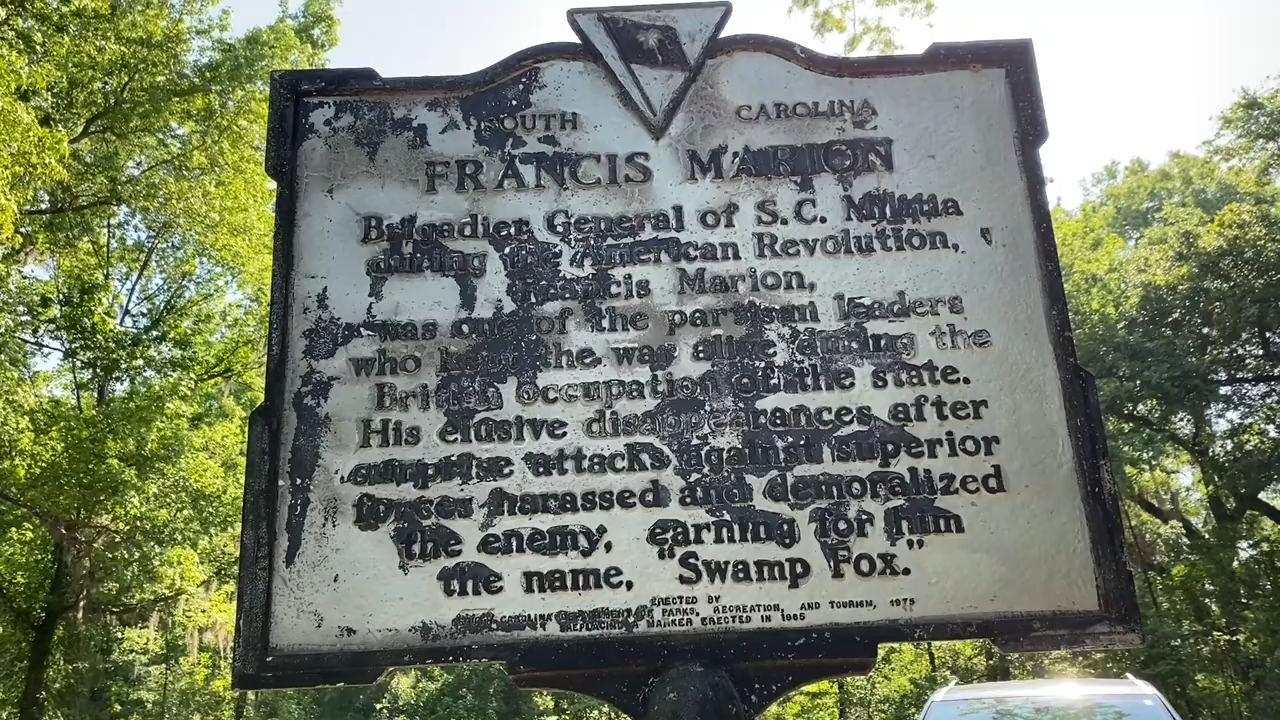 SOUTH CAROLINA
FRANCIS MARION
Brigadier General of S.C. Militia
during the American Revolution,
Francis Marion,
was one of the partisan leaders
who kept the war alive during the
British occupation of the state.
His elusive disappearances after
surprise attacks against superior
forces harassed and demoralized
the enemy, earning for him
the name, "Swamp Fox."
ERECTED BY
SOUTH CAROLINA DEPARTMENT OF PARKS, RECREATION, AND TOURISM, 1975
REPLACING A MARKER ERECTED IN